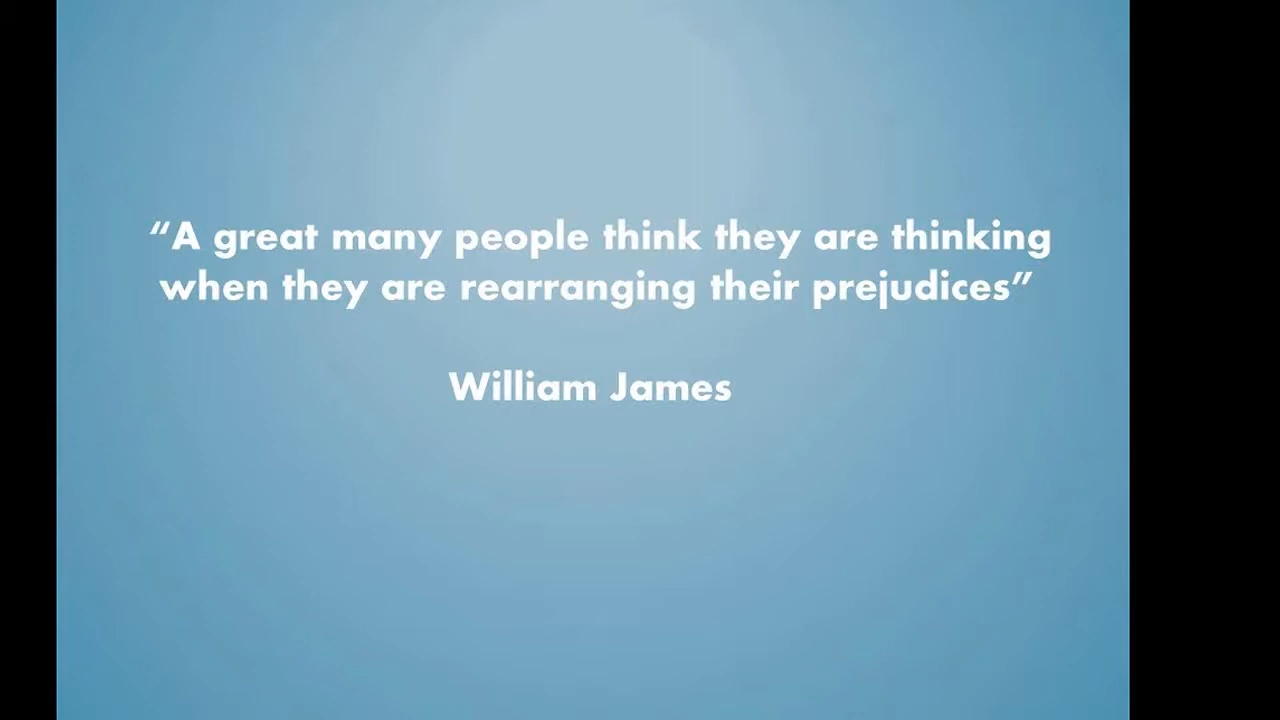 “A great many people think they are thinking
when they are rearranging their prejudices”
William James